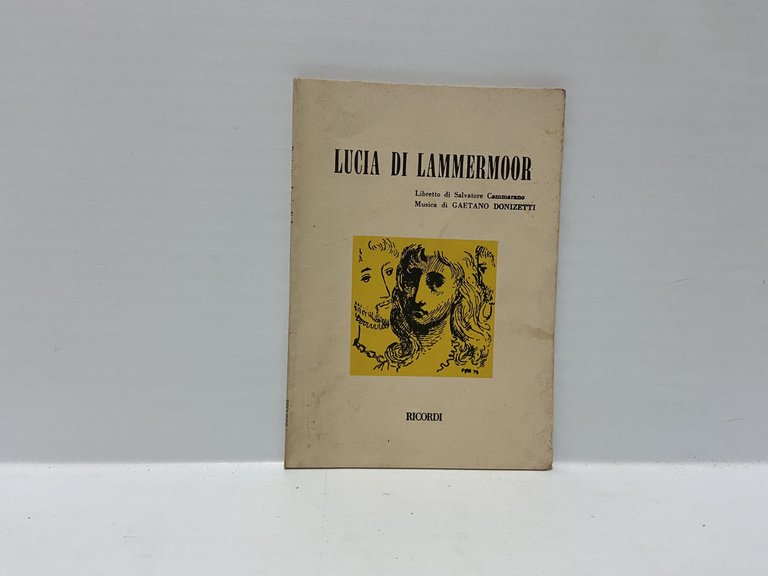 LUCIA DI LAMMERMOOR
Libretto di Salvatore Cammarano
Musica di GAETANO DONIZETTI
RICORDI